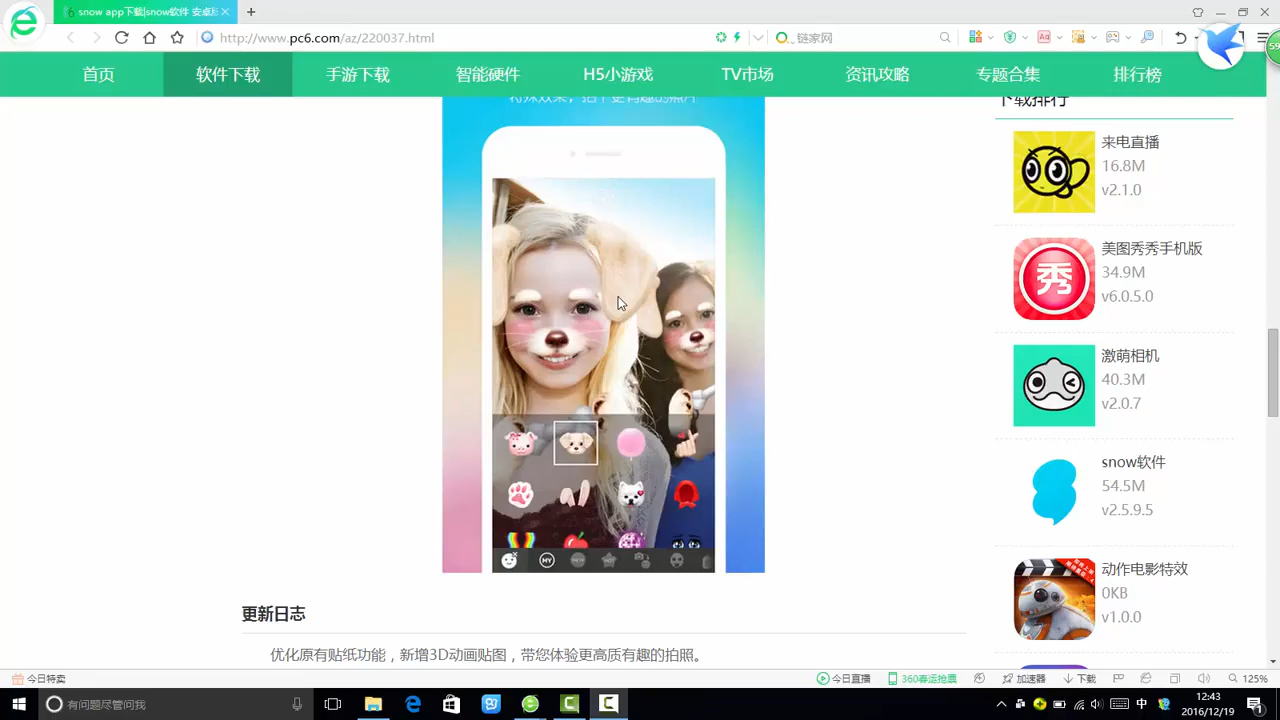 snow app下载|snow软件 安卓版
http://www.pc6.com/az/220037.html
链家网
首页
软件下载
手游下载
智能硬件
H5小游戏
TV市场
资讯攻略
专题合集
排行榜
下载排行
来电直播
16.8M
v2.1.0
美图秀秀手机版
34.9M
v6.0.5.0
秀
激萌相机
40.3M
v2.0.7
snow软件
54.5M
v2.5.9.5
动作电影特效
0KB
v1.0.0
MY
更新日志
优化原有贴纸功能，新增3D动画贴图，带您体验更高质有趣的拍照。
今日特卖
今日直播
360春运抢票
加速器
下载
125%
有问题尽管问我
中
12:43
2016/12/19